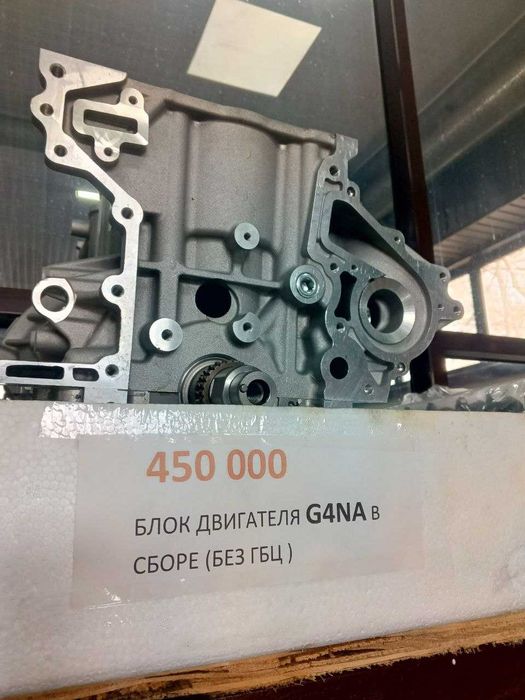 450 000
БЛОК ДВИГАТЕЛЯ G4NA В
СБОРЕ (БЕЗ ГБЦ )